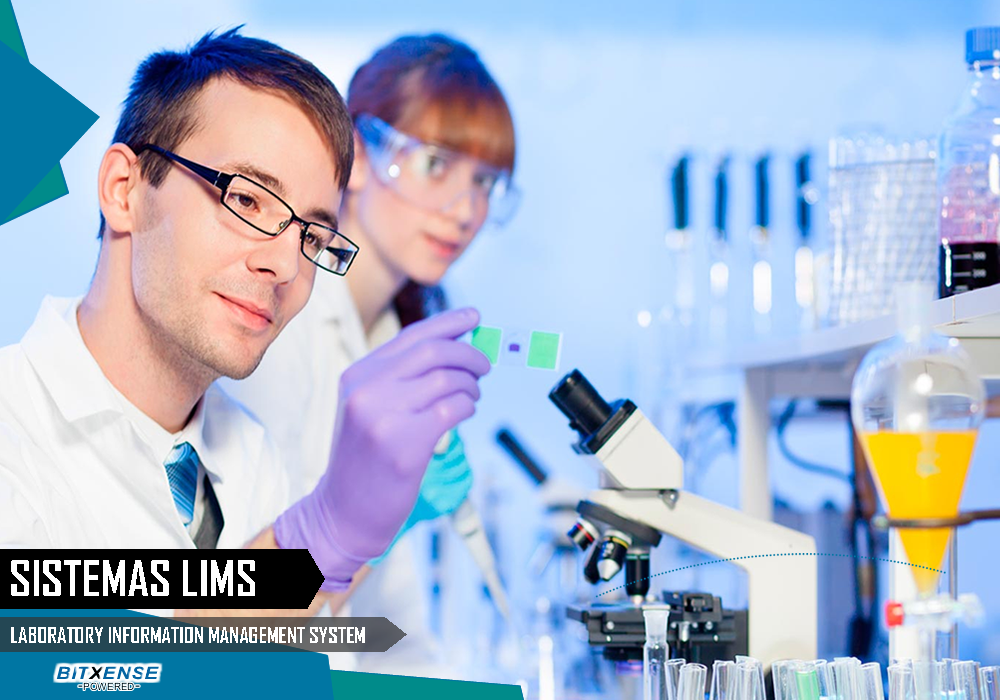 SISTEMAS LIMS
LABORATORY INFORMATION MANAGEMENT SYSTEM
BITXENSE
-POWERED-